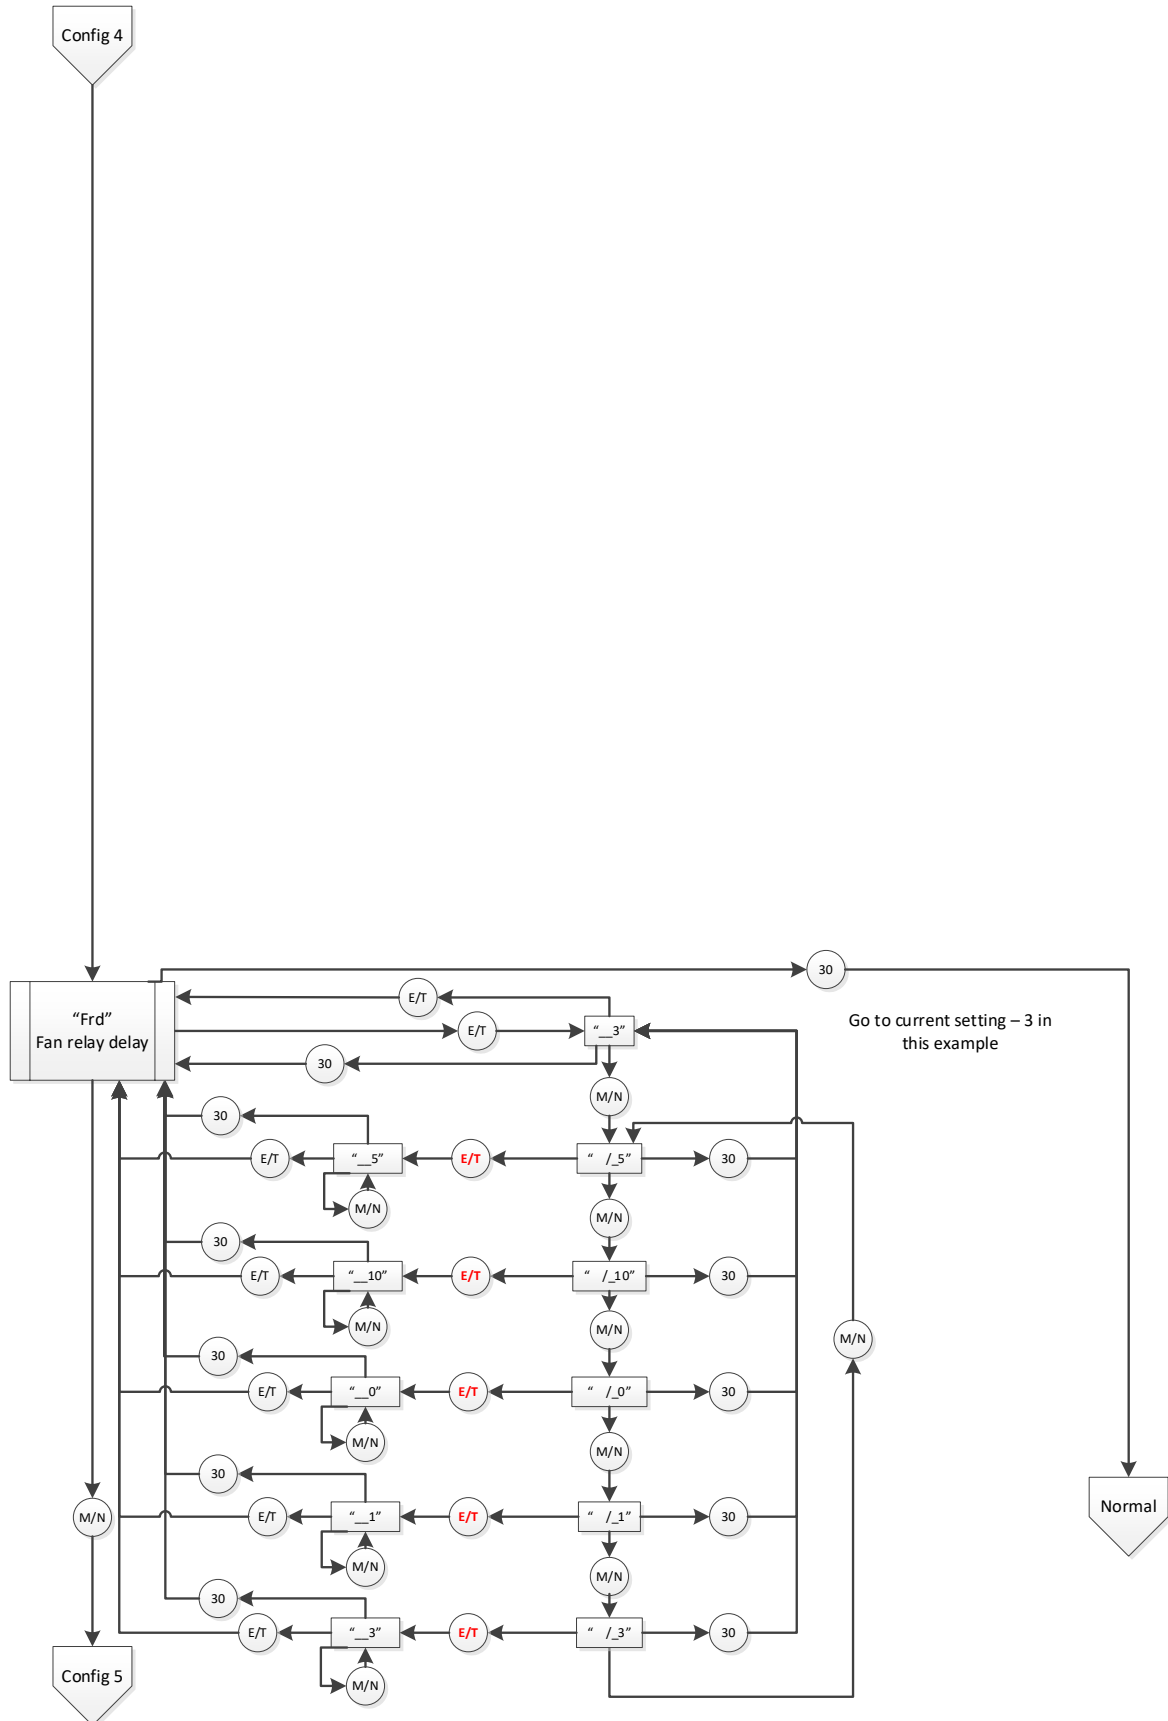 Config 4
30
"Frd"
Fan relay delay
E/T
E/T
"__3"
Go to current setting – 3 in
this example
30
M/N
30
E/T
"__5"
E/T
"   /_5"
30
M/N
M/N
30
E/T
"__10"
E/T
"   /_10"
30
M/N
M/N
M/N
30
E/T
"__0"
E/T
"   /_0"
30
M/N
M/N
30
E/T
"__1"
E/T
"   /_1"
30
M/N
Normal
M/N
M/N
30
E/T
"__3"
E/T
"   /_3"
30
Config 5
M/N